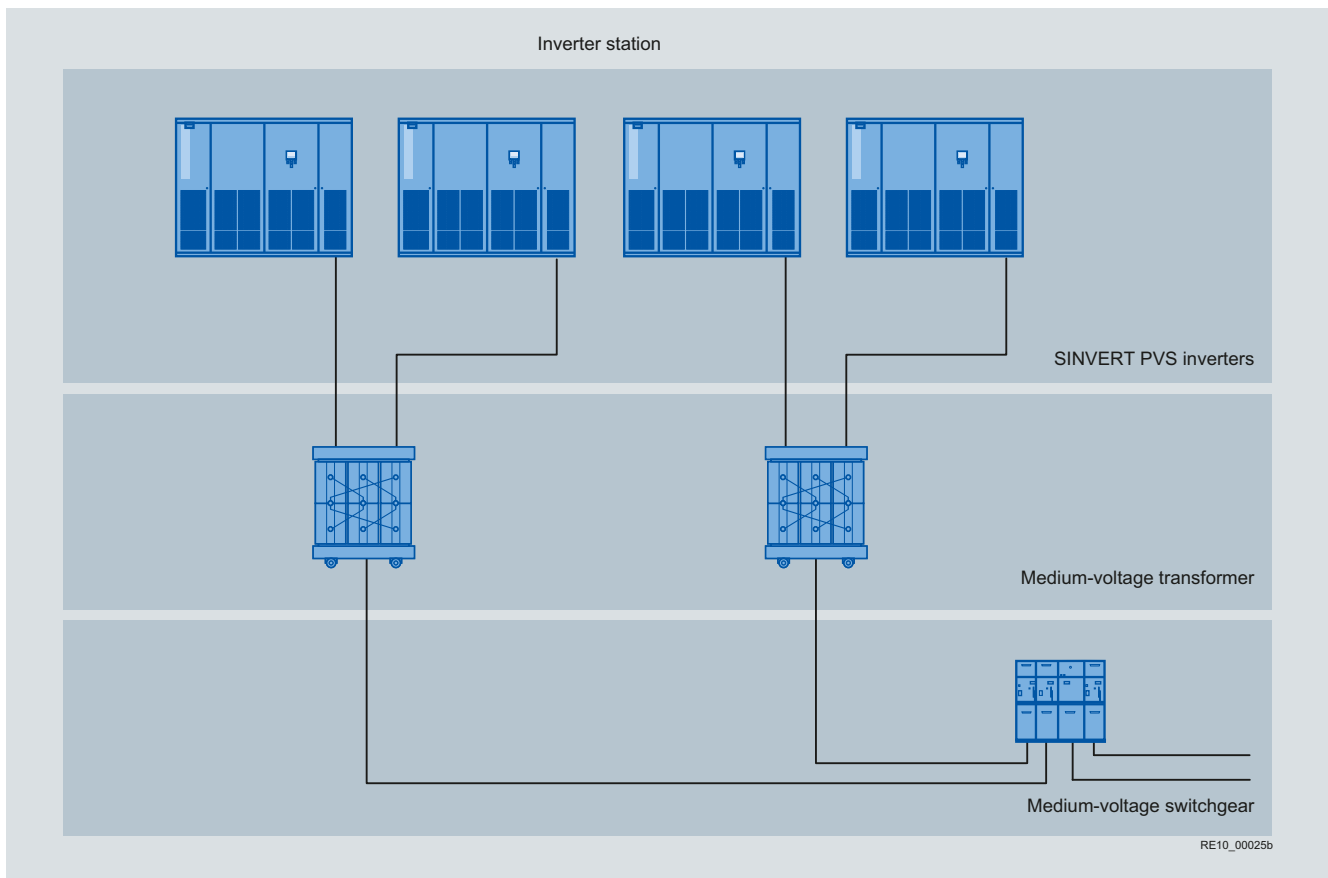 Inverter station
SINVERT PVS inverters
Medium-voltage transformer
Medium-voltage switchgear
RE10_00025b